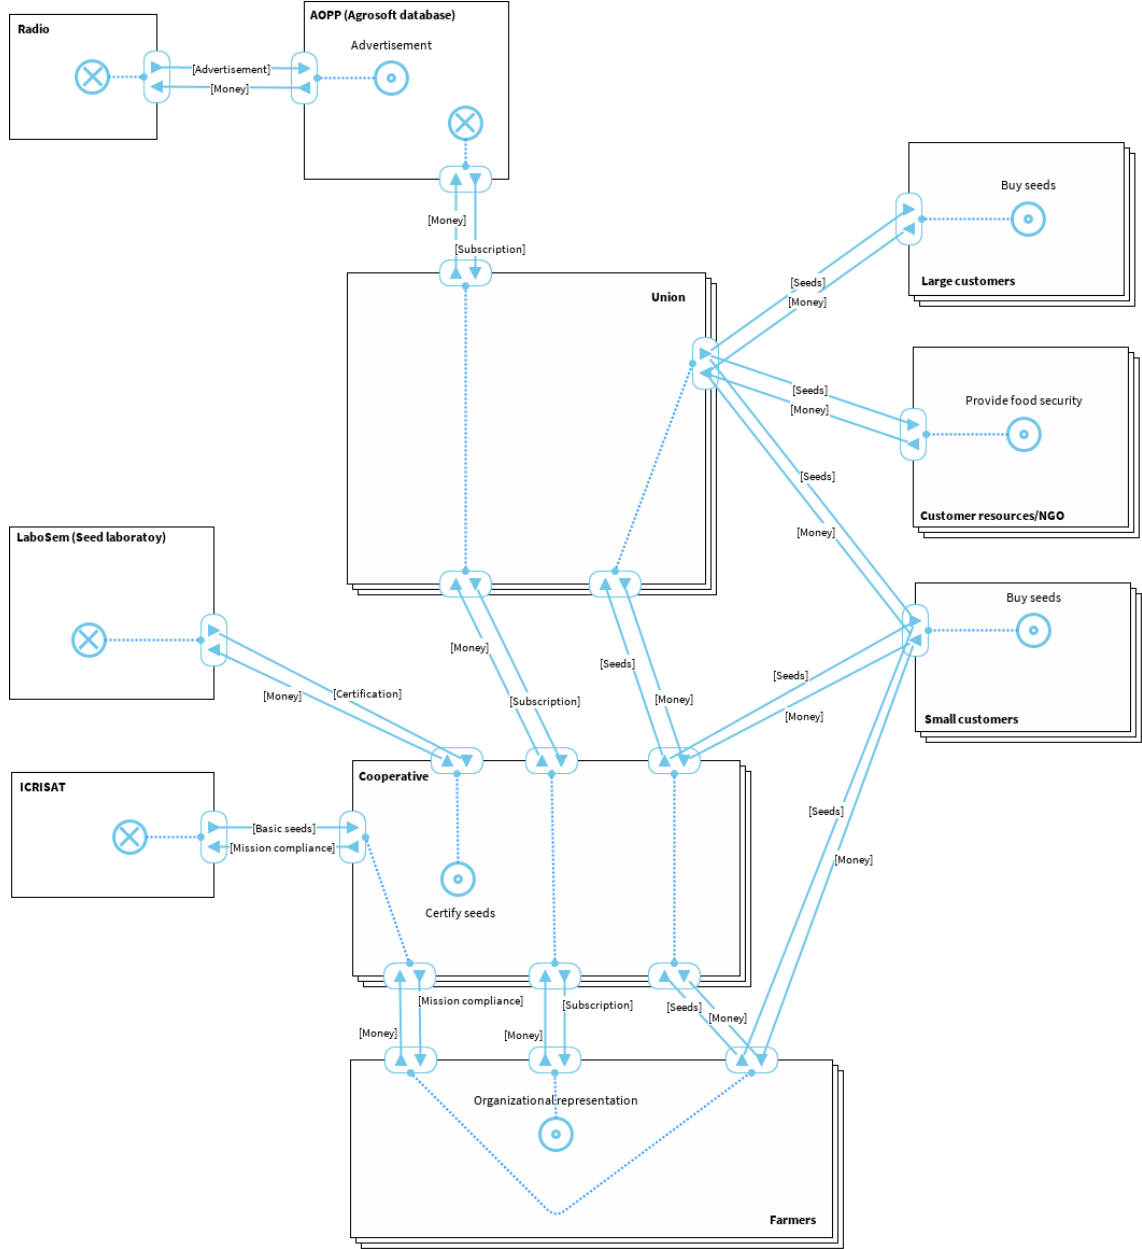 AOPP (Agrosoft database)
Radio
Advertisement
[Advertisement]
[Money]
[Money]
[Subscription]
Buy seeds
Large customers
Union
[Seeds]
[Money]
[Seeds]
[Money]
Provide food security
Customer resources/NGO
[Seeds]
[Money]
LaboSem (Seed laboratoy)
Buy seeds
Small customers
[Money]
[Seeds]
[Seeds]
[Certification]
[Money]
[Subscription]
[Money]
[Money]
Cooperative
ICRISAT
[Basic seeds]
[Mission compliance]
[Seeds]
[Money]
Certify seeds
[Mission compliance]
[Subscription]
[Seeds]
[Money]
[Money]
[Money]
Organizational representation
Farmers